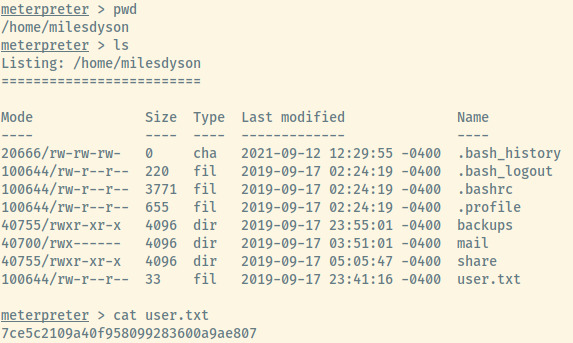 meterpreter > pwd
/home/milesdyson
meterpreter > ls
Listing: /home/milesdyson
=========================
Mode Size Type Last modified Name
---- ---- ---- ------------- ----
20666/rw-rw-rw- 0 cha 2021-09-12 12:29:55 -0400 .bash_history
100644/rw-r--r-- 220 fil 2019-09-17 02:24:19 -0400 .bash_logout
100644/rw-r--r-- 3771 fil 2019-09-17 02:24:19 -0400 .bashrc
100644/rw-r--r-- 655 fil 2019-09-17 02:24:19 -0400 .profile
40755/rwxr-xr-x 4096 dir 2019-09-17 23:55:01 -0400 backups
40700/rwx------ 4096 dir 2019-09-17 03:51:01 -0400 mail
40755/rwxr-xr-x 4096 dir 2019-09-17 05:05:47 -0400 share
100644/rw-r--r-- 33 fil 2019-09-17 23:41:16 -0400 user.txt
meterpreter > cat user.txt
7ce5c2109a40f958099283600a9ae807